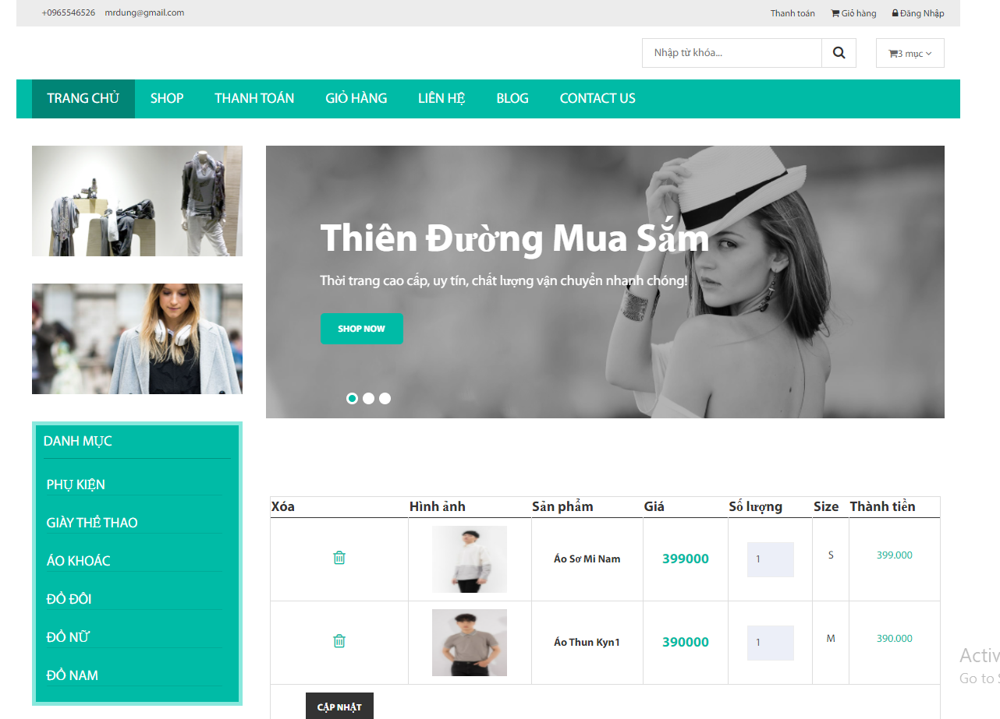 +0965546526 mrdung@gmail.com Thanh toán Giỏ hàng Đăng Nhập
Nhập từ khóa... 3 mục
TRANG CHỦ SHOP THANH TOÁN GIỎ HÀNG LIÊN HỆ BLOG CONTACT US
Thiên Đường Mua Sắm
Thời trang cao cấp, uy tín, chất lượng vận chuyển nhanh chóng!
SHOP NOW
DANH MỤC
PHỤ KIỆN
GIÀY THỂ THAO
ÁO KHOÁC
ĐỒ ĐÔI
ĐỒ NỮ
ĐỒ NAM
Xóa Hình ảnh Sản phẩm Giá Số lượng Size Thành tiền
Áo Sơ Mi Nam 399000 1 S 399.000
Áo Thun Kyn1 390000 1 M 390.000
CẬP NHẬT
Activ
Go to S